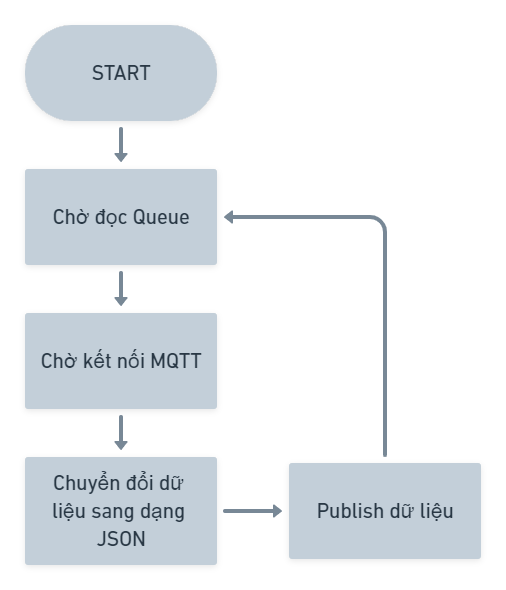 START
Chờ đọc Queue
Chờ kết nối MQTT
Chuyển đổi dữ
liệu sang dạng
JSON
Publish dữ liệu